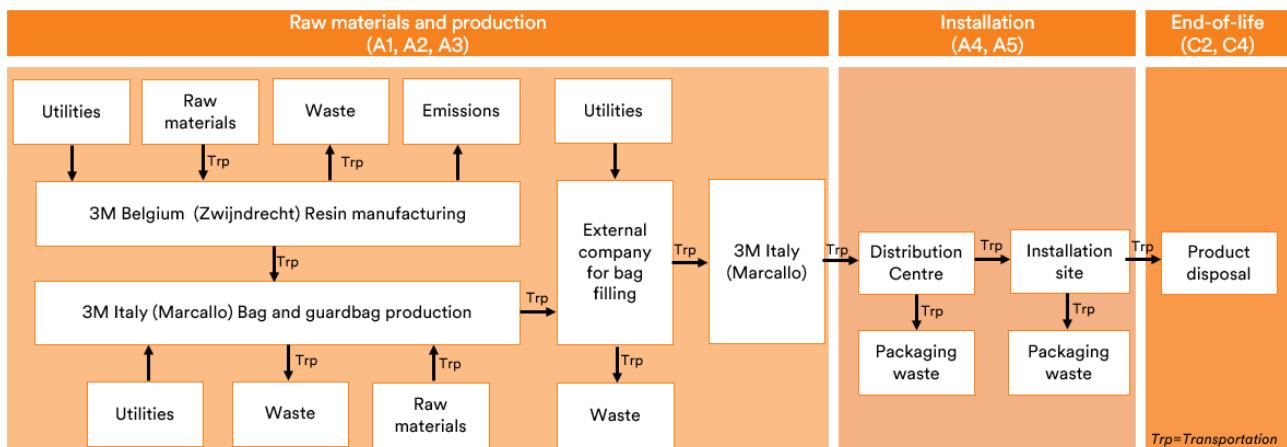 Raw materials and production
(A1, A2, A3)
Installation
(A4, A5)
End-of-life
(C2, C4)
Utilities
Raw
materials
Waste
Emissions
Utilities
Trp
Trp
3M Belgium (Zwijndrecht) Resin manufacturing
External
company
for bag
filling
3M Italy
(Marcallo)
Distribution
Centre
Installation
site
Product
disposal
Trp
Trp
Trp
Trp
Trp
3M Italy (Marcallo) Bag and guardbag production
Trp
Trp
Trp
Trp
Trp
Trp
Packaging
waste
Packaging
waste
Utilities
Waste
Raw
materials
Waste
Trp=Transportation